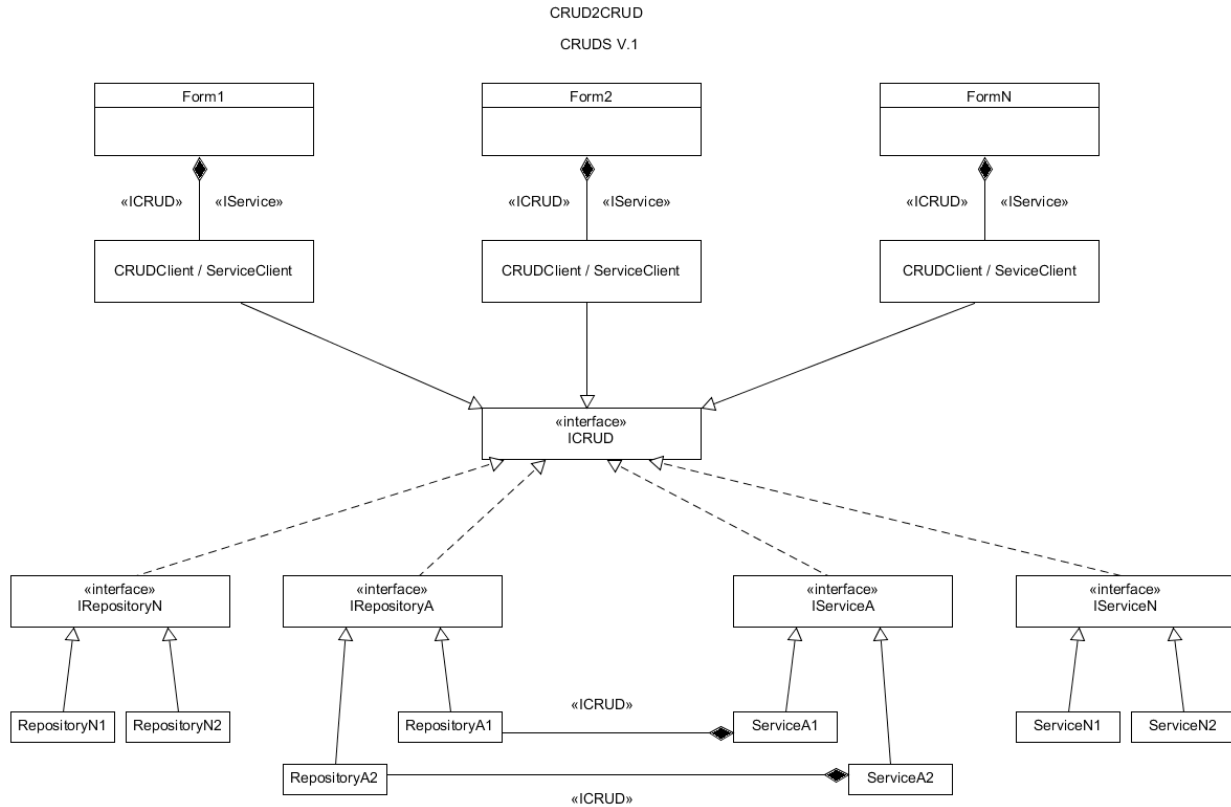 CRUD2CRUD
CRUDS V.1
Form1
Form2
FormN
«ICRUD»
«IService»
«ICRUD»
«IService»
«ICRUD»
«IService»
CRUDClient / ServiceClient
CRUDClient / ServiceClient
CRUDClient / SeviceClient
«interface»
ICRUD
«interface»
IRepositoryN
«interface»
IRepositoryA
«interface»
IServiceA
«interface»
IServiceN
«ICRUD»
RepositoryN1
RepositoryN2
RepositoryA1
ServiceA1
ServiceN1
ServiceN2
RepositoryA2
ServiceA2
«ICRUD»